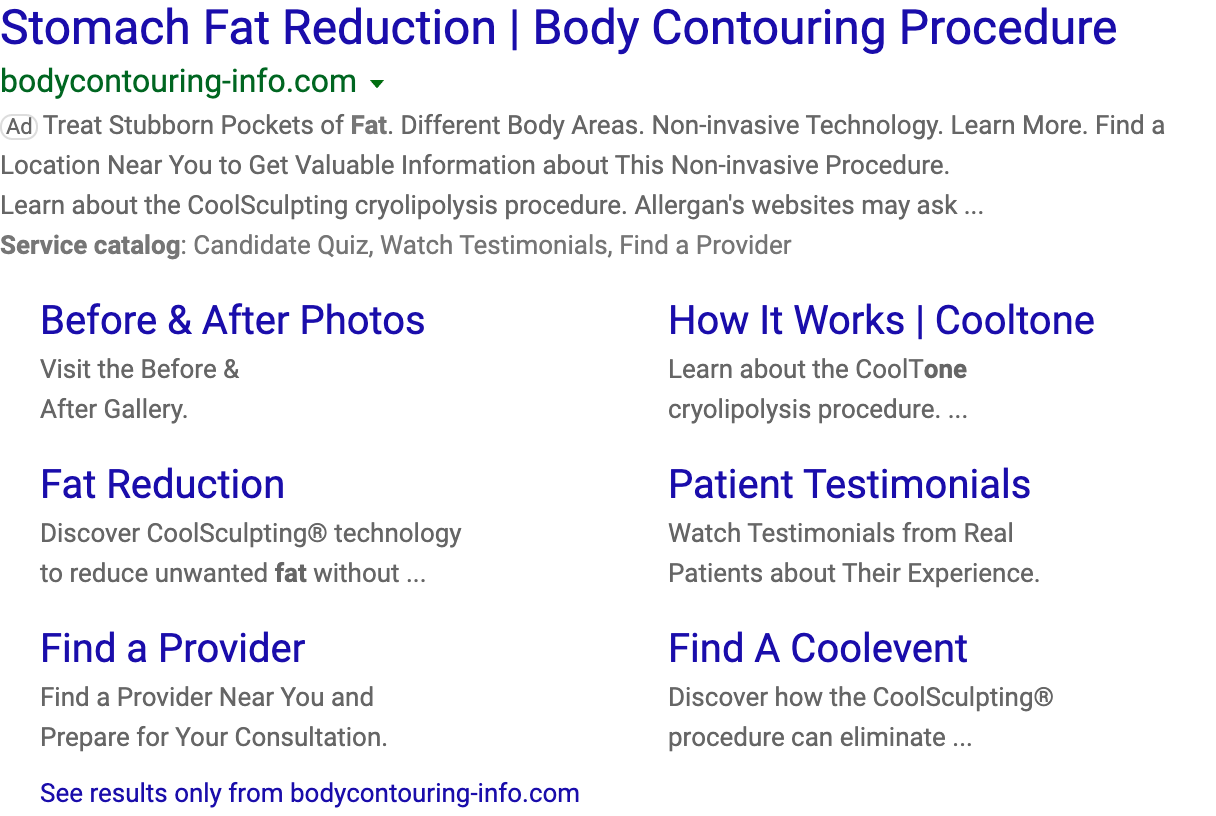 Stomach Fat Reduction | Body Contouring Procedure
bodycontouring-info.com
Ad Treat Stubborn Pockets of Fat. Different Body Areas. Non-invasive Technology. Learn More. Find a
Location Near You to Get Valuable Information about This Non-invasive Procedure.
Learn about the CoolSculpting cryolipolysis procedure. Allergan's websites may ask ...
Service catalog: Candidate Quiz, Watch Testimonials, Find a Provider
Before & After Photos
Visit the Before &
After Gallery.
How It Works | Cooltone
Learn about the CoolTone
cryolipolysis procedure. ...
Fat Reduction
Discover CoolSculpting® technology
to reduce unwanted fat without ...
Patient Testimonials
Watch Testimonials from Real
Patients about Their Experience.
Find a Provider
Find a Provider Near You and
Prepare for Your Consultation.
Find A Coolevent
Discover how the CoolSculpting®
procedure can eliminate ...
See results only from bodycontouring-info.com